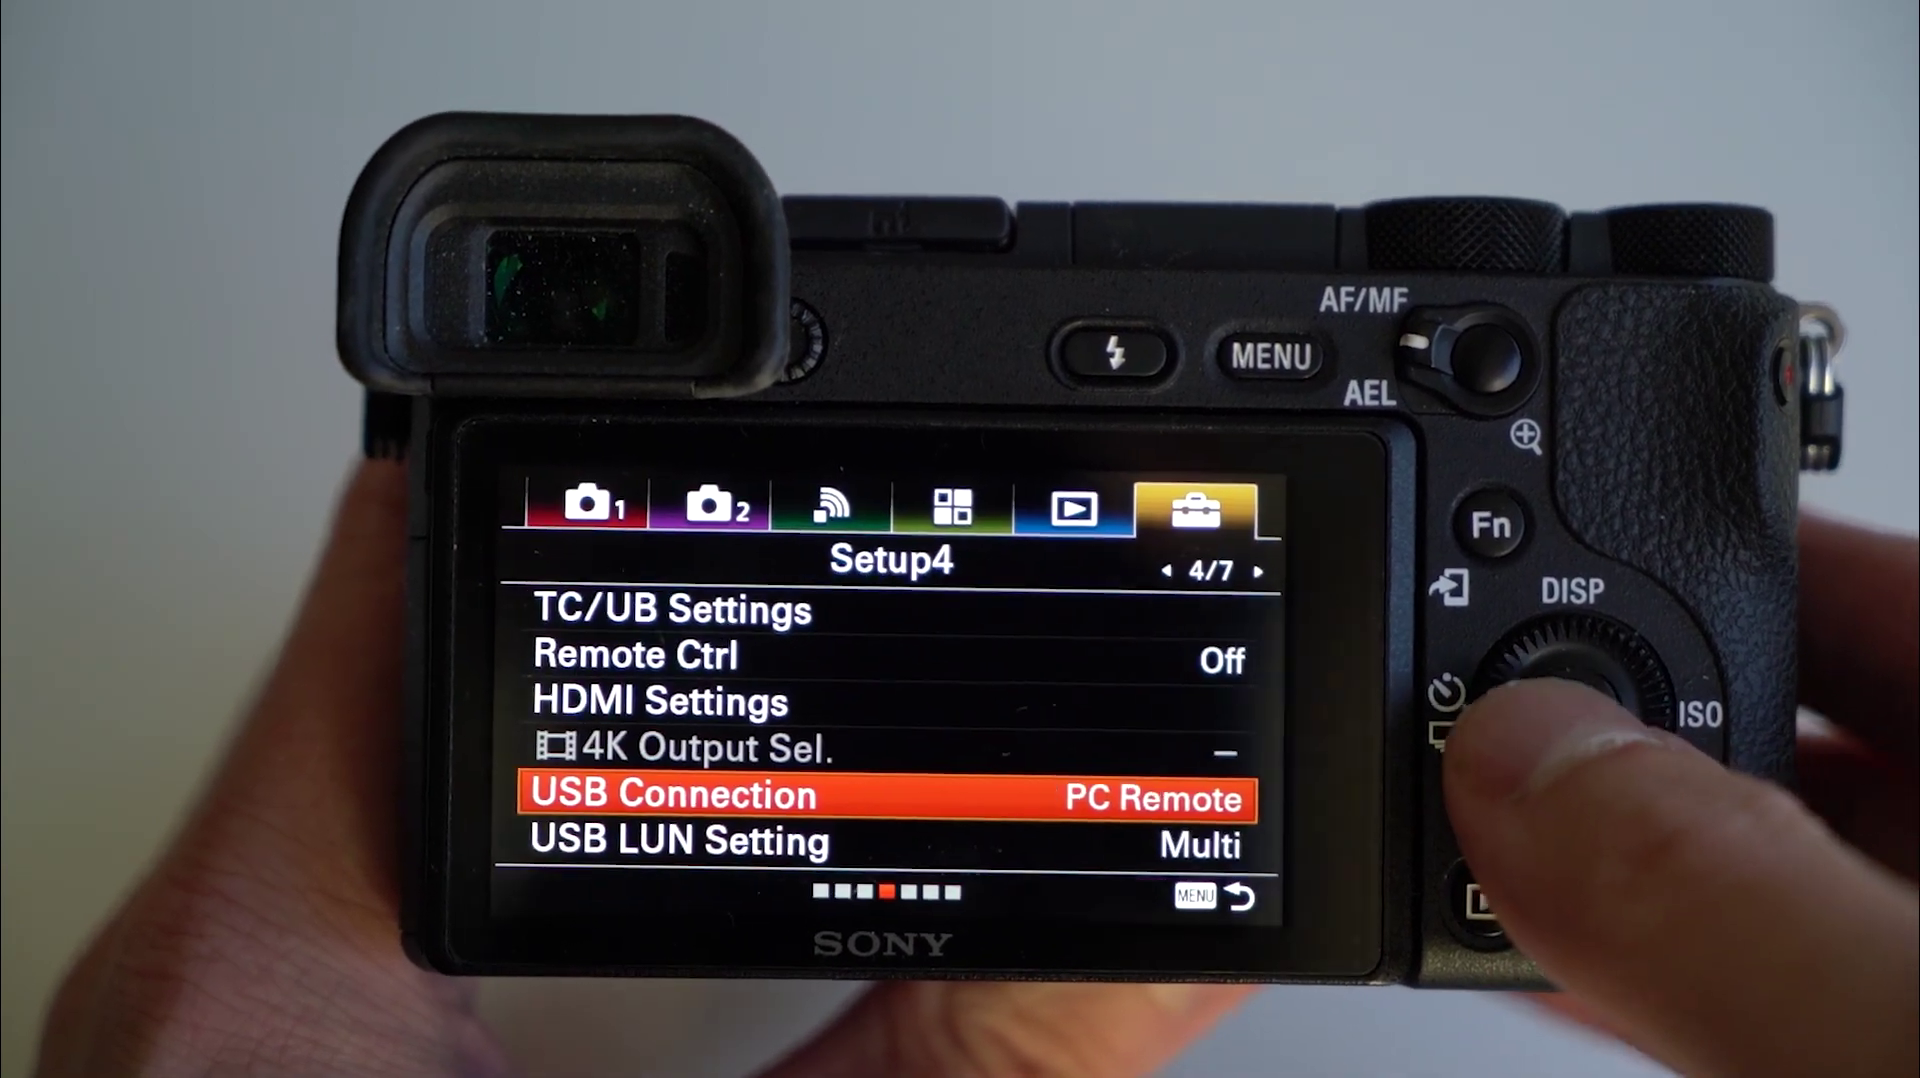 AF/MF
MENU
AEL
Fn
DISP
ISO
1
2
Setup4
4/7
TC/UB Settings
Remote Ctrl Off
HDMI Settings
4K Output Sel. –
USB Connection PC Remote
USB LUN Setting Multi
MENU
SONY